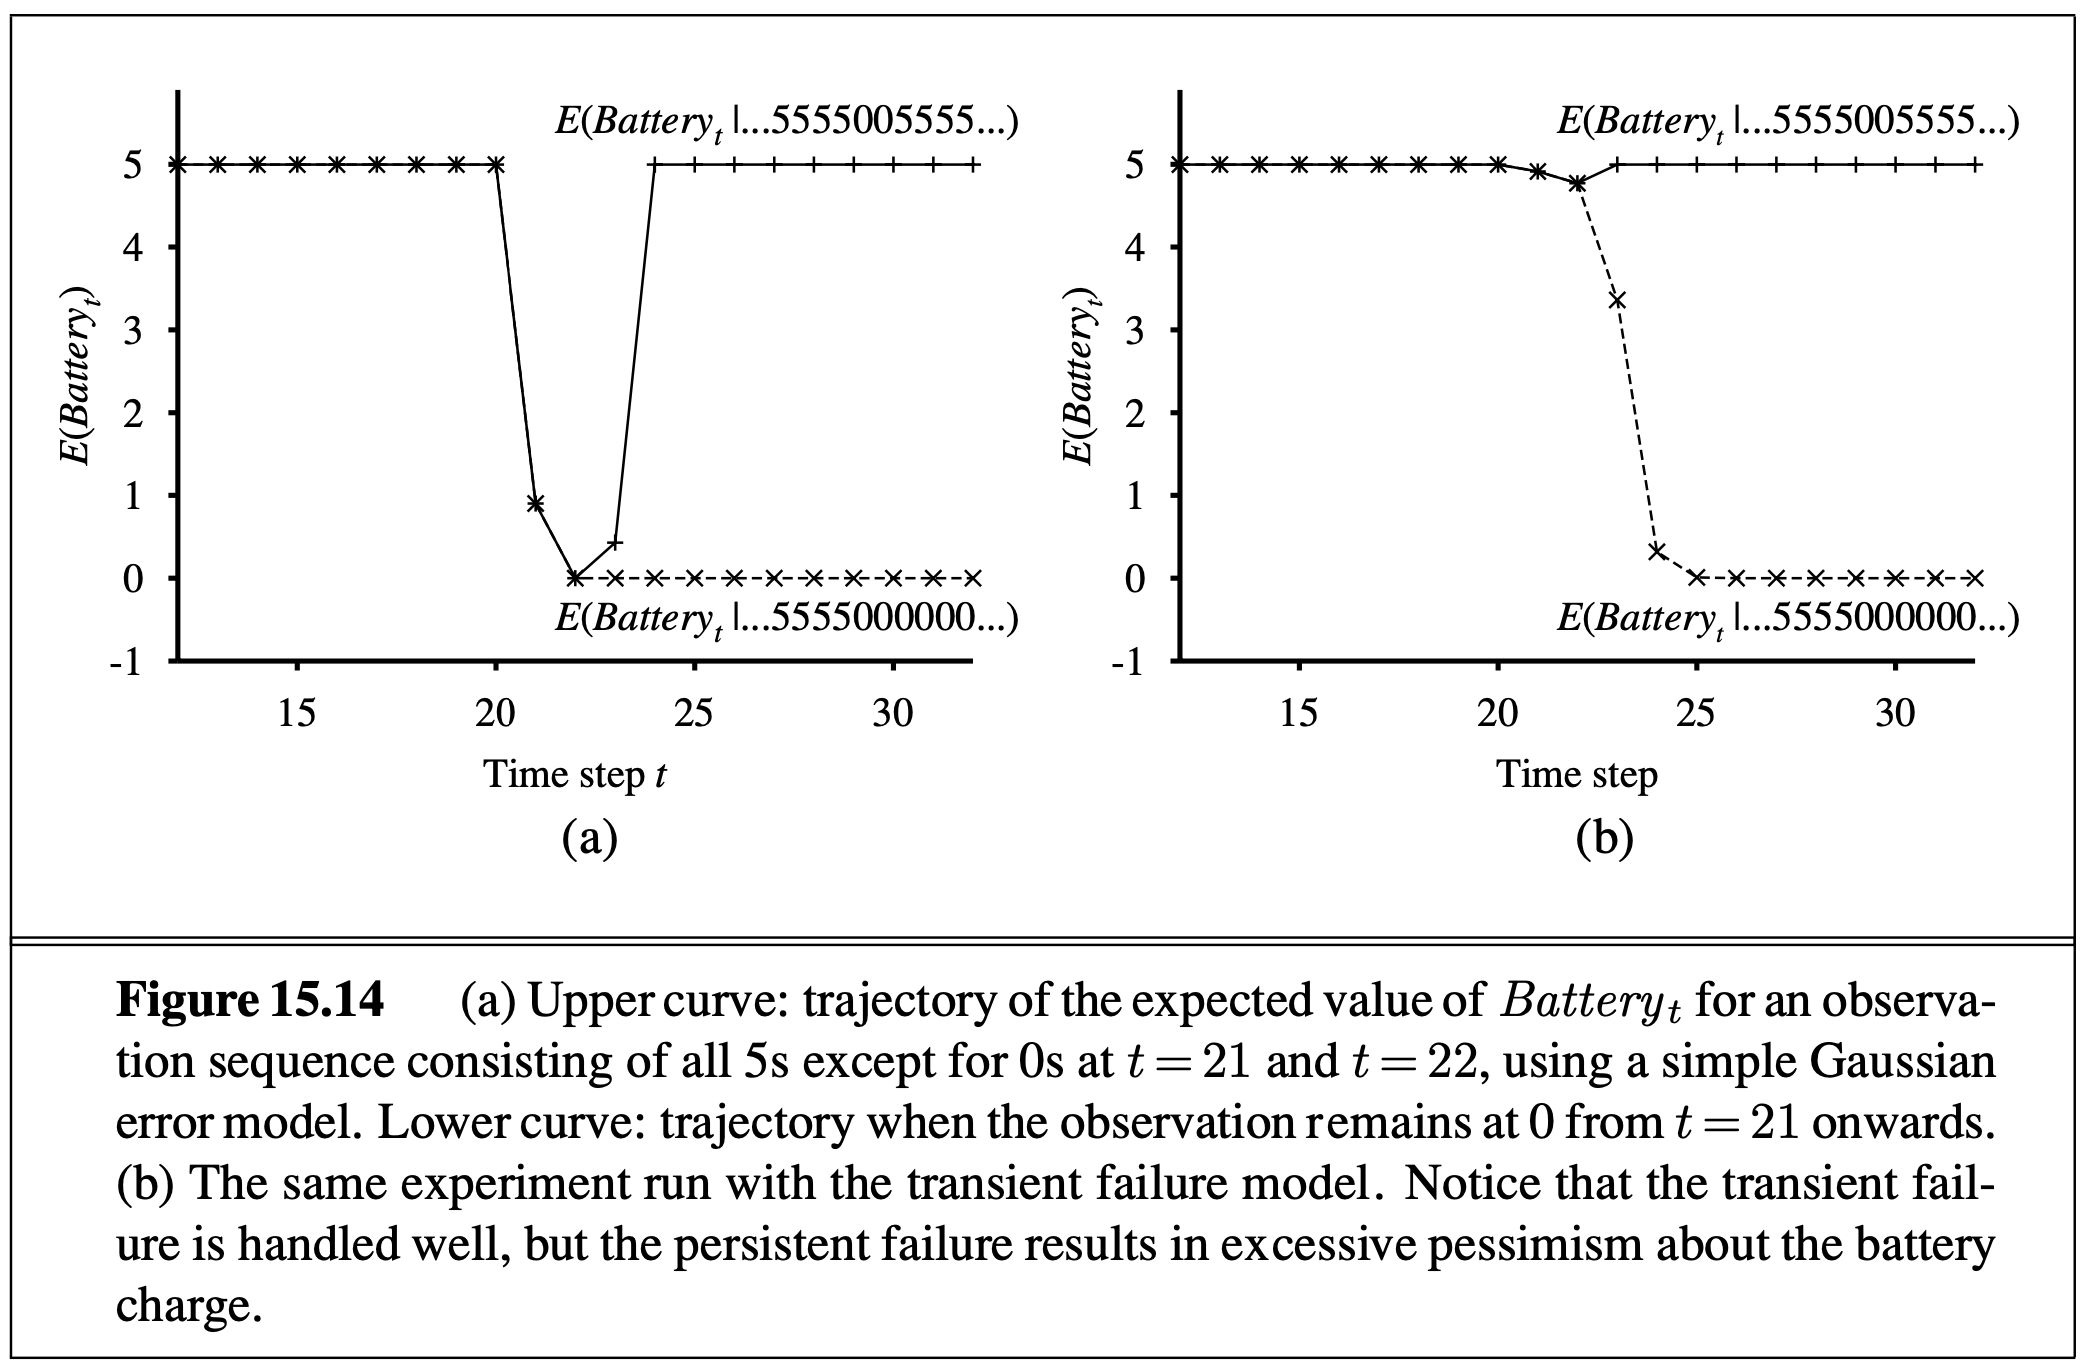 E(Battery_t |...5555005555...)
5
4
3
2
1
0
-1
E(Battery_t)
E(Battery_t |...5555000000...)
15 20 25 30
Time step t
(a)
E(Battery_t |...5555005555...)
5
4
3
2
1
0
-1
E(Battery_t)
E(Battery_t |...5555000000...)
15 20 25 30
Time step
(b)
Figure 15.14 (a) Upper curve: trajectory of the expected value of Battery_t for an observa-
tion sequence consisting of all 5s except for 0s at t = 21 and t = 22, using a simple Gaussian
error model. Lower curve: trajectory when the observation remains at 0 from t = 21 onwards.
(b) The same experiment run with the transient failure model. Notice that the transient fail-
ure is handled well, but the persistent failure results in excessive pessimism about the battery
charge.